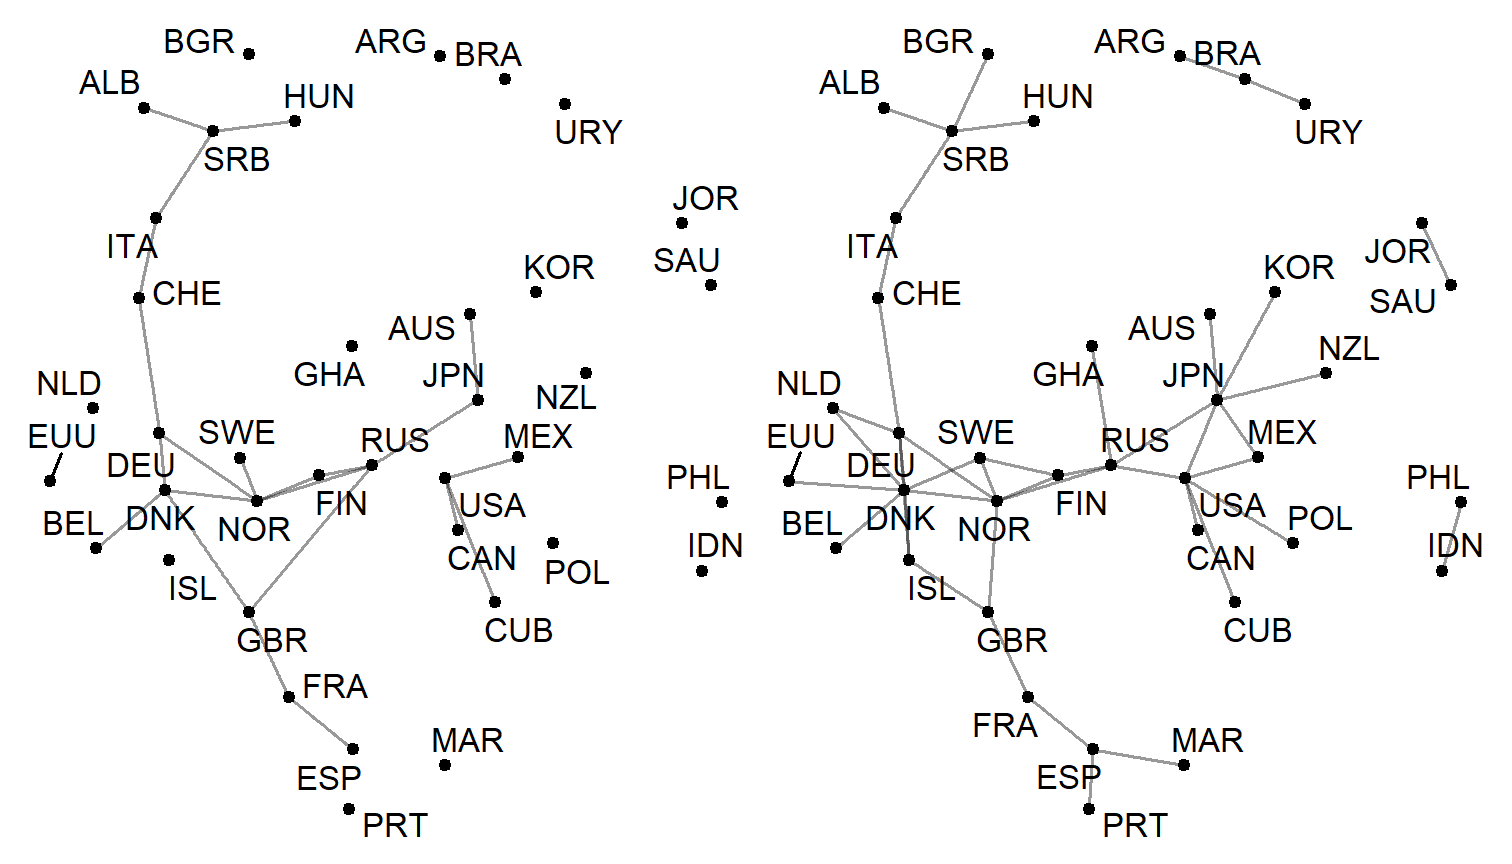 BGR
ARG
BRA
ALB
HUN
URY
SRB
JOR
ITA
SAU
KOR
CHE
AUS
GHA
JPN
NLD
NZL
EUU
SWE
RUS
MEX
DEU
PHL
FIN
USA
BEL
DNK
NOR
CAN
IDN
POL
ISL
GBR
CUB
FRA
MAR
ESP
PRT
BGR
ARG
BRA
ALB
HUN
URY
SRB
ITA
JOR
KOR
CHE
SAU
AUS
NZL
GHA
JPN
NLD
EUU
SWE
RUS
MEX
DEU
PHL
FIN
USA
BEL
DNK
NOR
POL
IDN
CAN
ISL
GBR
CUB
FRA
MAR
ESP
PRT